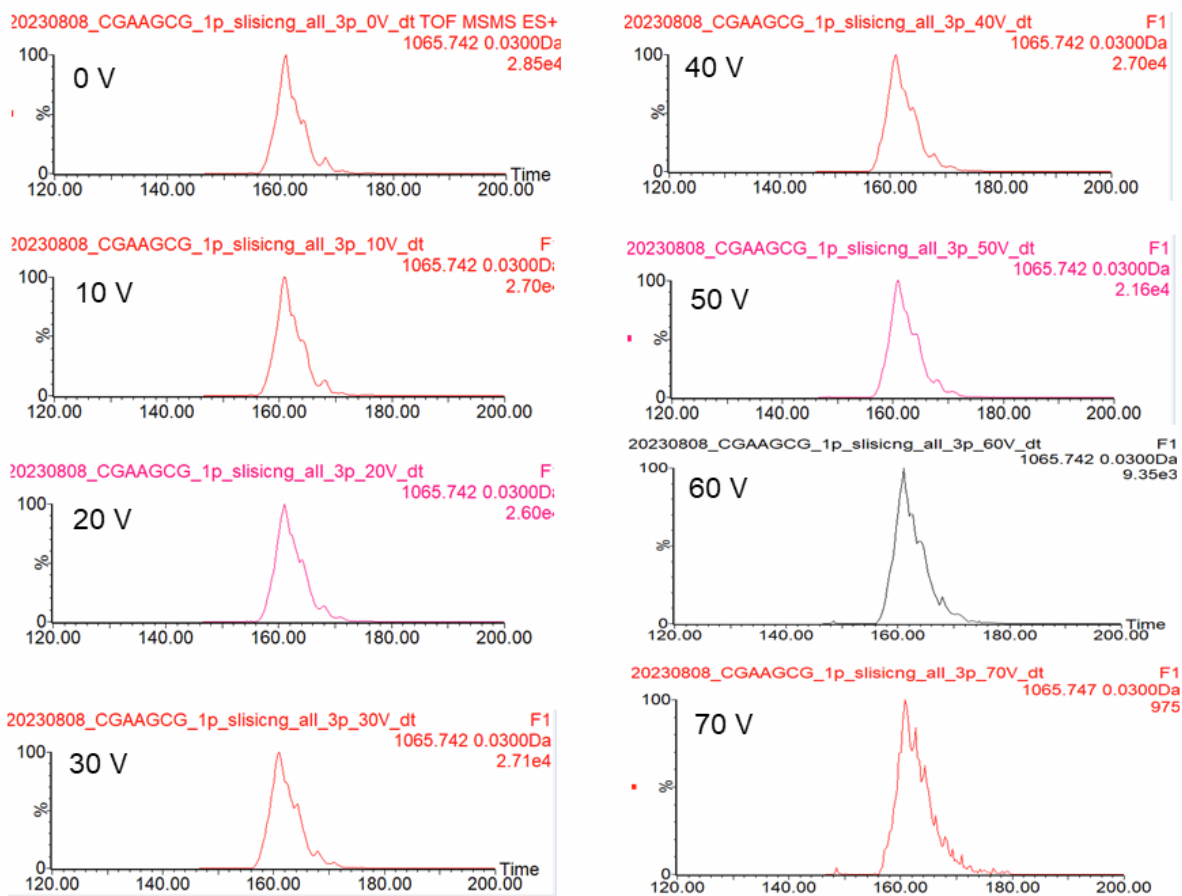 20230808_CGAAGCG_1p_slisicng_all_3p_0V_dt TOF MSMS ES+
1065.742 0.0300Da
2.85e4
0 V
100
%
0
120.00 140.00 160.00 180.00 200.00 Time
20230808_CGAAGCG_1p_slisicng_all_3p_10V_dt F1
1065.742 0.0300Da
2.70e4
10 V
100
%
0
120.00 140.00 160.00 180.00 200.00
20230808_CGAAGCG_1p_slisicng_all_3p_20V_dt F1
1065.742 0.0300Da
2.60e4
20 V
100
%
0
120.00 140.00 160.00 180.00 200.00
20230808_CGAAGCG_1p_slisicng_all_3p_30V_dt F1
1065.742 0.0300Da
2.71e4
30 V
100
%
0
120.00 140.00 160.00 180.00 200.00 Time
20230808_CGAAGCG_1p_slisicng_all_3p_40V_dt F1
1065.742 0.0300Da
2.70e4
40 V
100
%
0
120.00 140.00 160.00 180.00 200.00
20230808_CGAAGCG_1p_slisicng_all_3p_50V_dt F1
1065.742 0.0300Da
2.16e4
50 V
100
%
0
120.00 140.00 160.00 180.00 200.00
20230808_CGAAGCG_1p_slisicng_all_3p_60V_dt F1
1065.742 0.0300Da
9.35e3
60 V
100
%
0
120.00 140.00 160.00 180.00 200.00 Time
20230808_CGAAGCG_1p_slisicng_all_3p_70V_dt F1
1065.747 0.0300Da
975
70 V
100
%
0
120.00 140.00 160.00 180.00 200.00